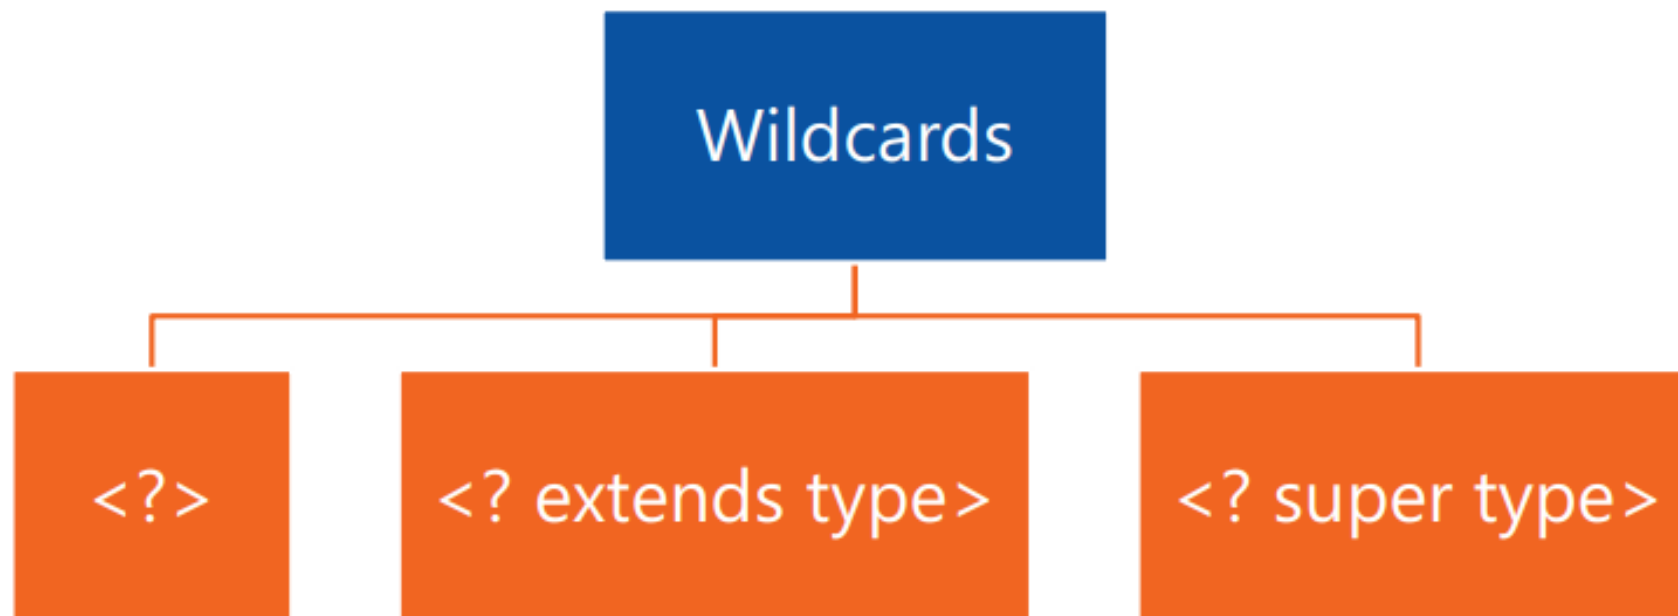 Wildcards
<?>
<? extends type>
<? super type>